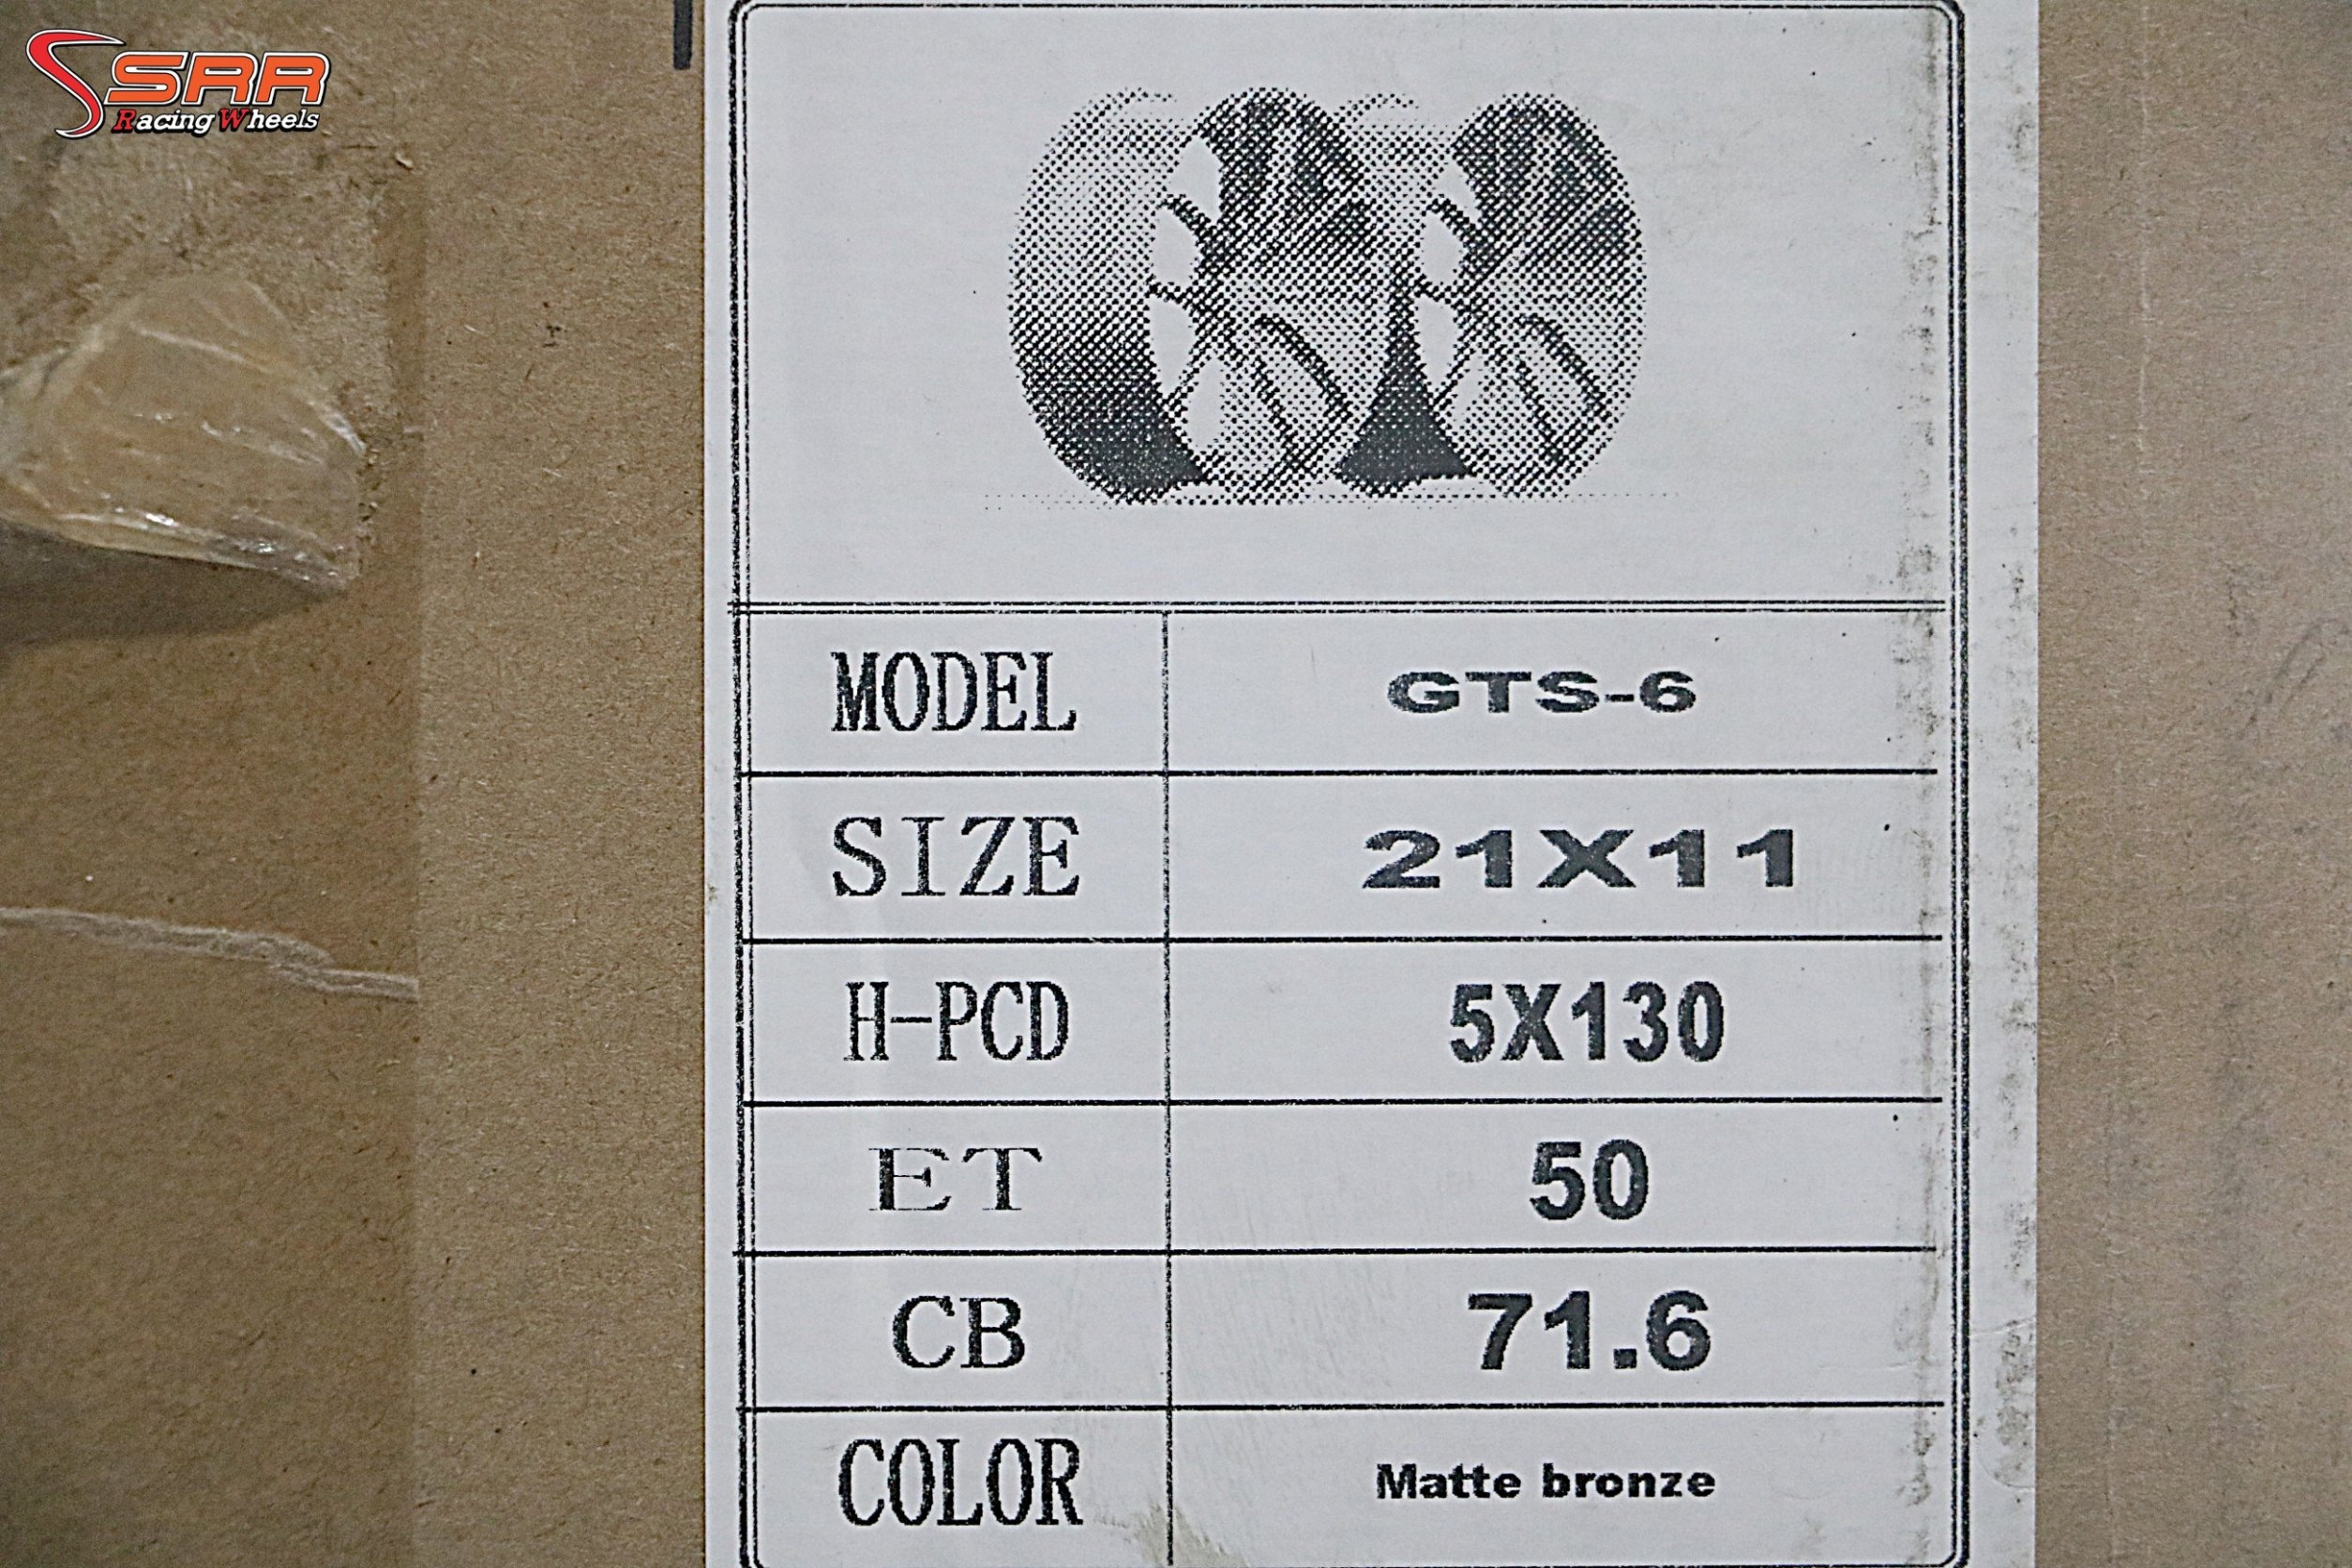 SRR
Racing Wheels
MODEL GTS-6
SIZE 21X11
H-PCD 5X130
ET 50
CB 71.6
COLOR Matte bronze